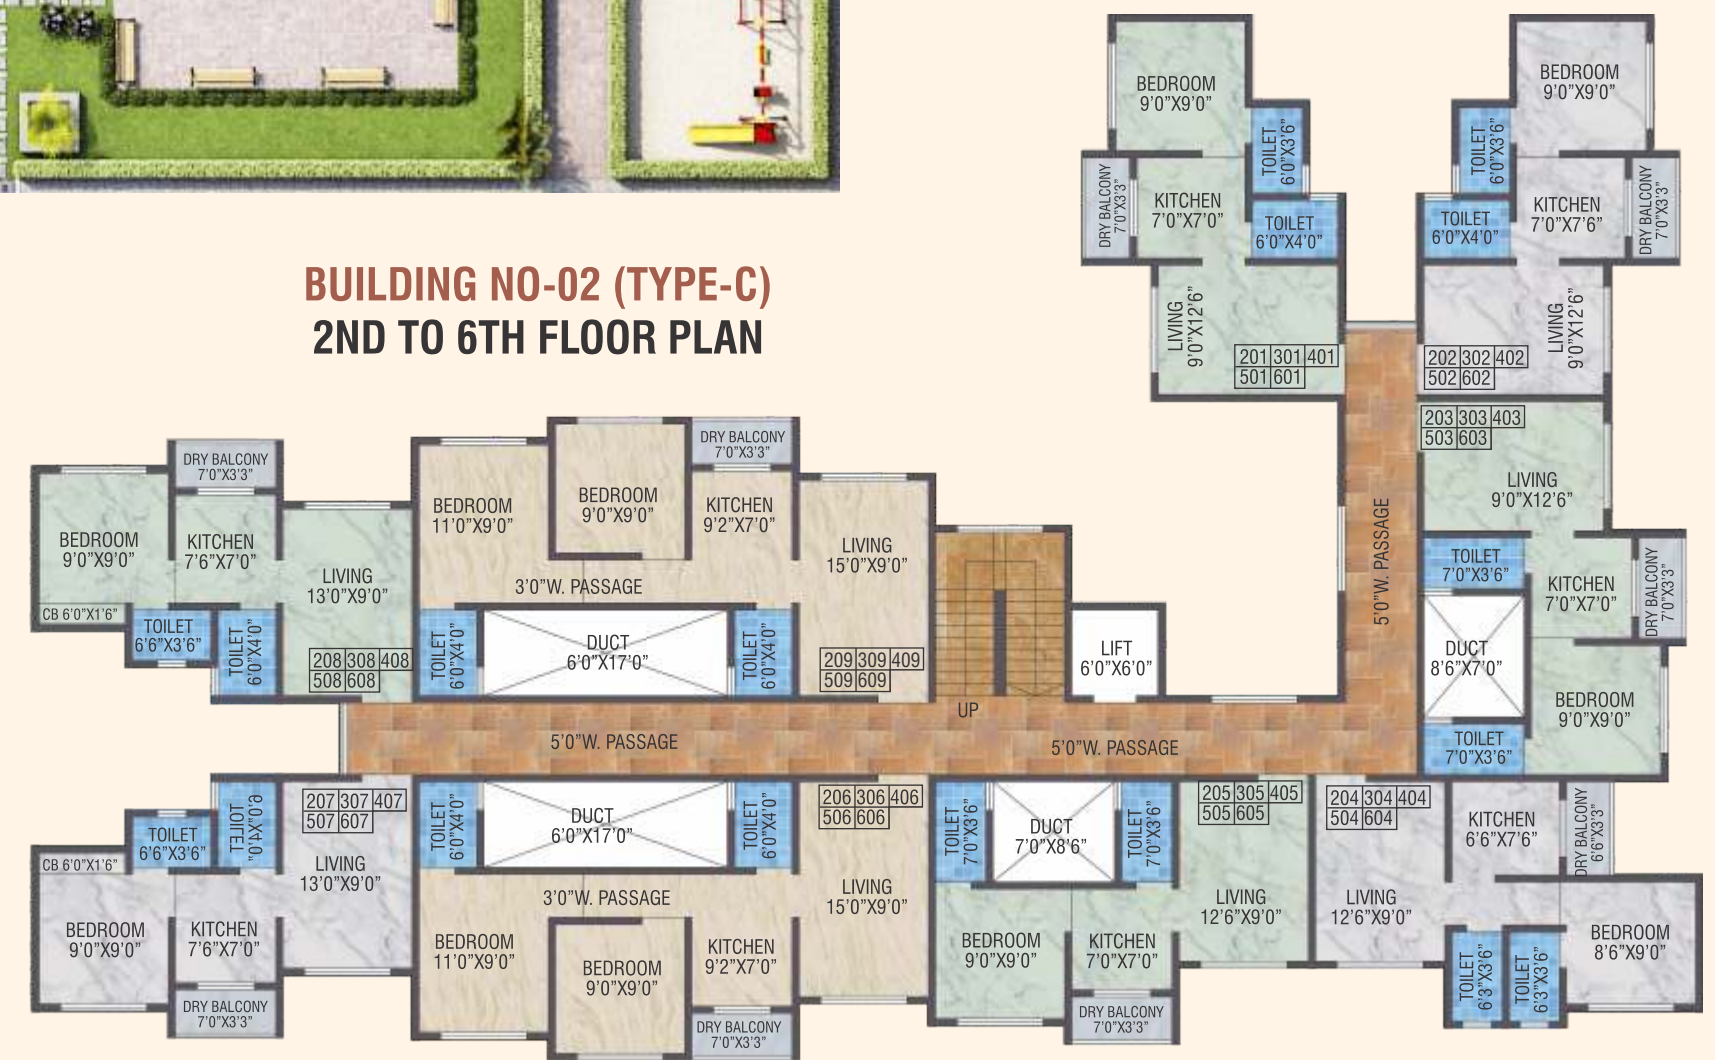 BUILDING NO-02 (TYPE-C)
2ND TO 6TH FLOOR PLAN
BEDROOM
9'0"X9'0"
TOILET
6'0"X3'6"
DRY BALCONY
7'0"X3'3"
KITCHEN
7'0"X7'0"
TOILET
6'0"X4'0"
LIVING
9'0"X12'6"
201 301 401
501 601
BEDROOM
9'0"X9'0"
TOILET
6'0"X3'6"
KITCHEN
7'0"X7'6"
DRY BALCONY
7'0"X3'3"
TOILET
6'0"X4'0"
LIVING
9'0"X12'6"
202 302 402
502 602
203 303 403
503 603
LIVING
9'0"X12'6"
TOILET
7'0"X3'6"
KITCHEN
7'0"X7'0"
DRY BALCONY
7'0"X3'3"
DUCT
8'6"X7'0"
BEDROOM
9'0"X9'0"
TOILET
7'0"X3'6"
5'0"W. PASSAGE
DRY BALCONY
7'0"X3'3"
BEDROOM
9'0"X9'0"
KITCHEN
7'6"X7'0"
LIVING
13'0"X9'0"
CB 6'0"X1'6"
TOILET
6'6"X3'6"
TOILET
6'0"X4'0"
208 308 408
508 608
BEDROOM
11'0"X9'0"
BEDROOM
9'0"X9'0"
DRY BALCONY
7'0"X3'3"
KITCHEN
9'2"X7'0"
LIVING
15'0"X9'0"
3'0"W. PASSAGE
TOILET
6'0"X4'0"
DUCT
6'0"X17'0"
TOILET
6'0"X4'0"
209 309 409
509 609
LIFT
6'0"X6'0"
UP
5'0"W. PASSAGE
5'0"W. PASSAGE
207 307 407
507 607
TOILET
6'0"X4'0"
TOILET
6'6"X3'6"
CB 6'0"X1'6"
LIVING
13'0"X9'0"
BEDROOM
9'0"X9'0"
KITCHEN
7'6"X7'0"
DRY BALCONY
7'0"X3'3"
TOILET
6'0"X4'0"
DUCT
6'0"X17'0"
TOILET
6'0"X4'0"
206 306 406
506 606
3'0"W. PASSAGE
LIVING
15'0"X9'0"
BEDROOM
11'0"X9'0"
BEDROOM
9'0"X9'0"
KITCHEN
9'2"X7'0"
DRY BALCONY
7'0"X3'3"
TOILET
7'0"X3'6"
DUCT
7'0"X8'6"
TOILET
7'0"X3'6"
205 305 405
505 605
LIVING
12'6"X9'0"
BEDROOM
9'0"X9'0"
KITCHEN
7'0"X7'0"
DRY BALCONY
7'0"X3'3"
204 304 404
504 604
KITCHEN
6'6"X7'6"
DRY BALCONY
6'6"X3'3"
LIVING
12'6"X9'0"
BEDROOM
8'6"X9'0"
TOILET
6'3"X3'6"
TOILET
6'3"X3'6"